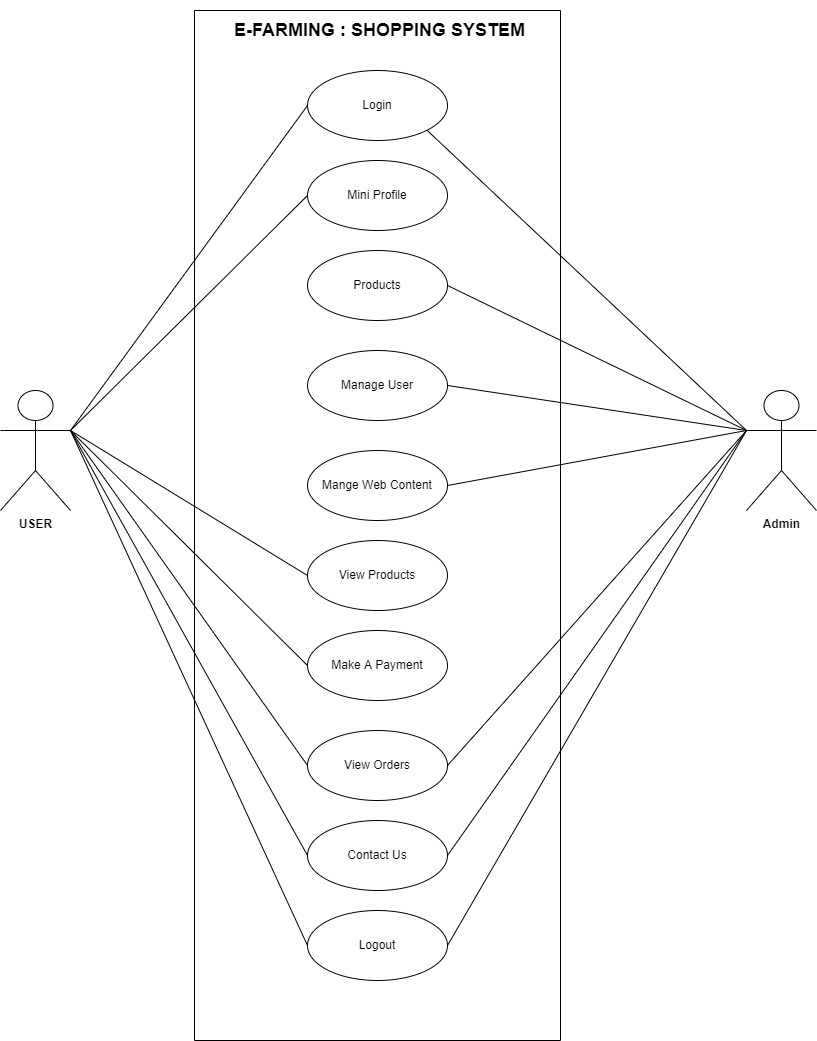 E-FARMING : SHOPPING SYSTEM
Login
Mini Profile
Products
Manage User
Mange Web Content
USER
Admin
View Products
Make A Payment
View Orders
Contact Us
Logout